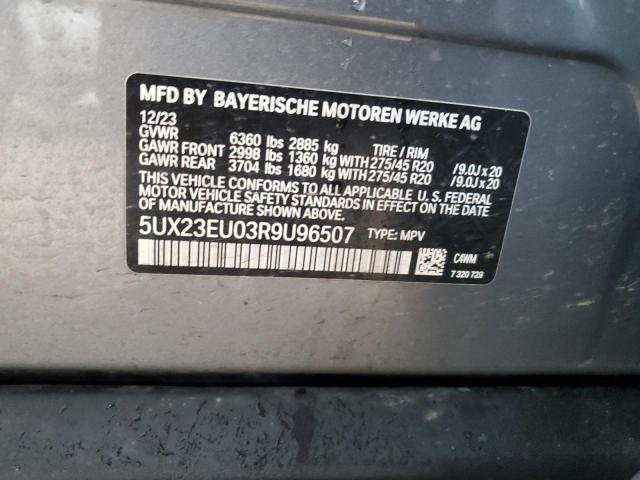 MFD BY BAYERISCHE MOTOREN WERKE AG
12/23
GVWR 6360 lbs 2885 kg TIRE / RIM
GAWR FRONT 2998 lbs 1360 kg WITH 275/45 R20 / 9.0J x 20
GAWR REAR 3704 lbs 1680 kg WITH 275/45 R20 / 9.0J x 20
THIS VEHICLE CONFORMS TO ALL APPLICABLE U.S. FEDERAL
MOTOR VEHICLE SAFETY STANDARDS IN EFFECT ON THE
DATE OF MANUFACTURE SHOWN ABOVE.
5UX23EU03R9U96507 TYPE: MPV
C4WM
7 320 729